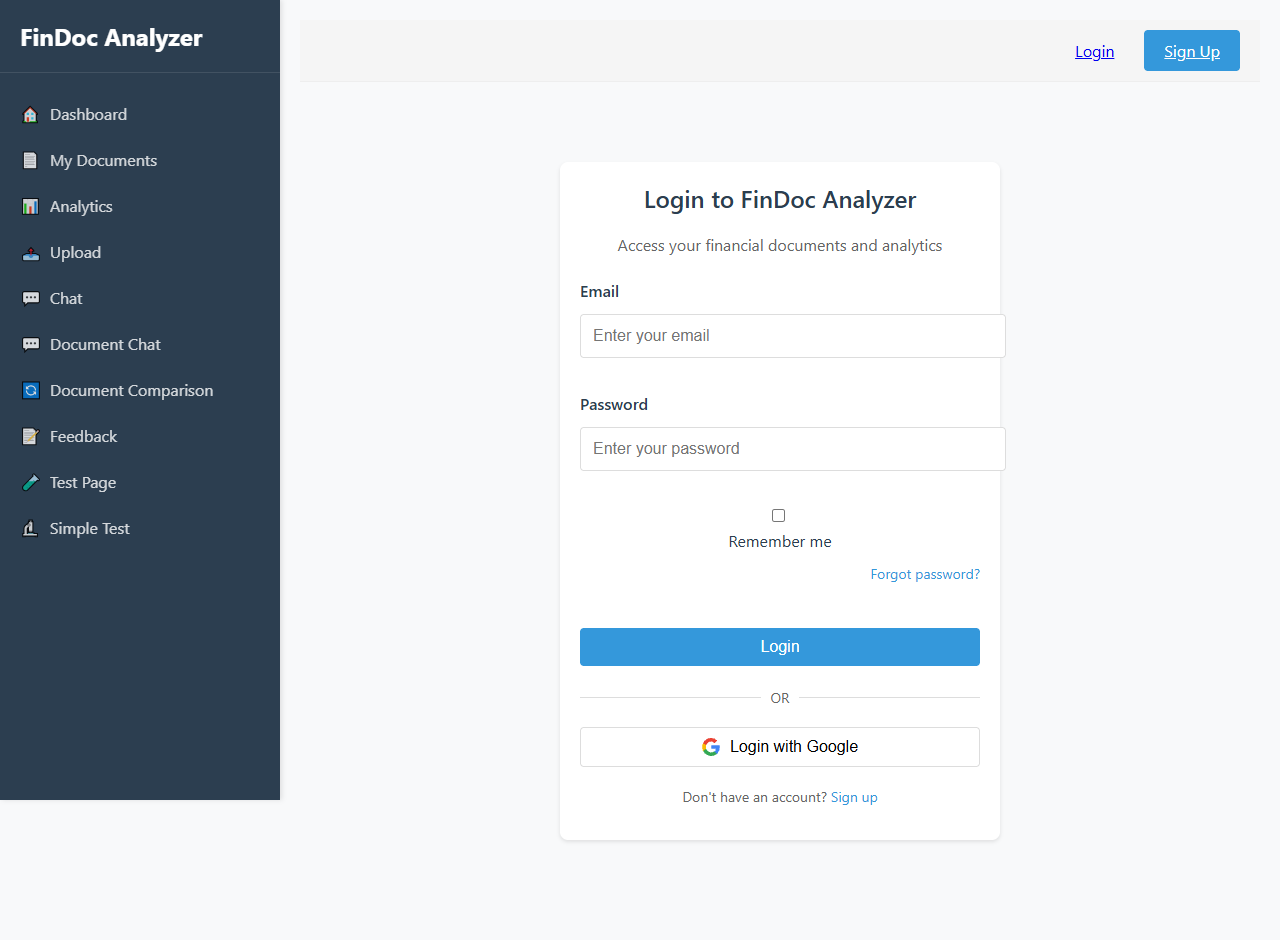 FinDoc Analyzer
Login
Sign Up
Dashboard
My Documents
Analytics
Upload
Chat
Document Chat
Document Comparison
Feedback
Test Page
Simple Test
Login to FinDoc Analyzer
Access your financial documents and analytics
Email
Enter your email
Password
Enter your password
Remember me
Forgot password?
Login
OR
Login with Google
Don't have an account? Sign up